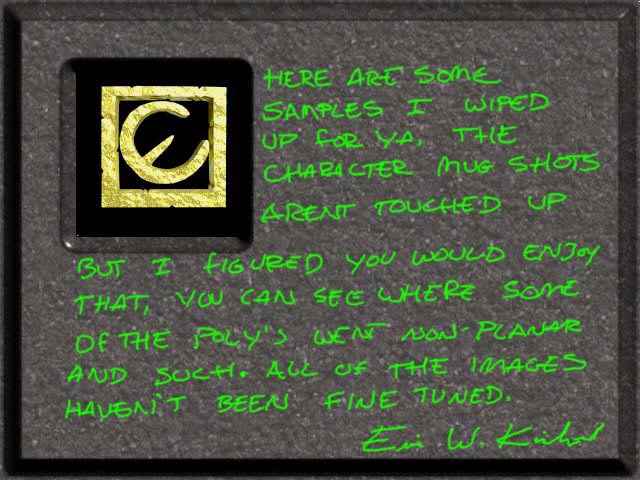 HERE ARE SOME
SAMPLES I WIPED
UP FOR YA. THE
CHARACTER MUG SHOTS
ARENT TOUCHED UP
BUT I FIGURED YOU WOULD ENJOY
THAT, YOU CAN SEE WHERE SOME
OF THE POLY'S WENT NON-PLANAR
AND SUCH. ALL OF THE IMAGES
HAVEN'T BEEN FINE TUNED.
W.